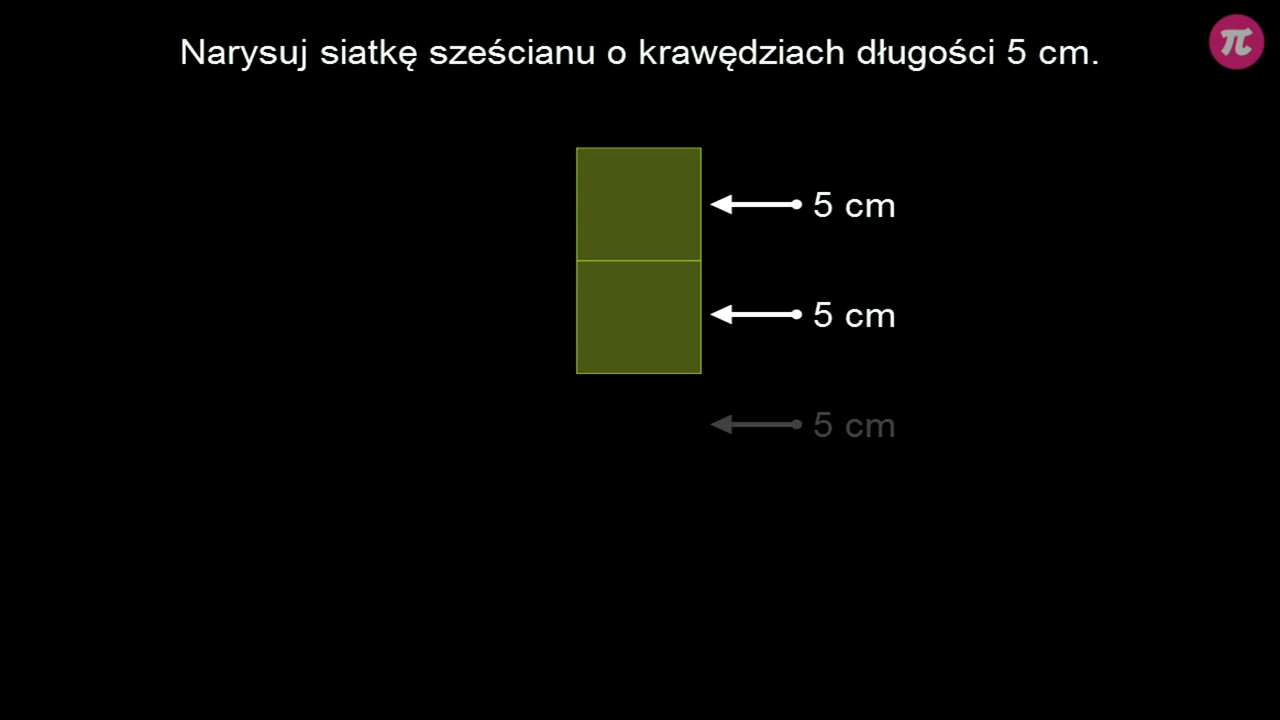 Narysuj siatkę sześcianu o krawędziach długości 5 cm.
π
5 cm
5 cm
5 cm